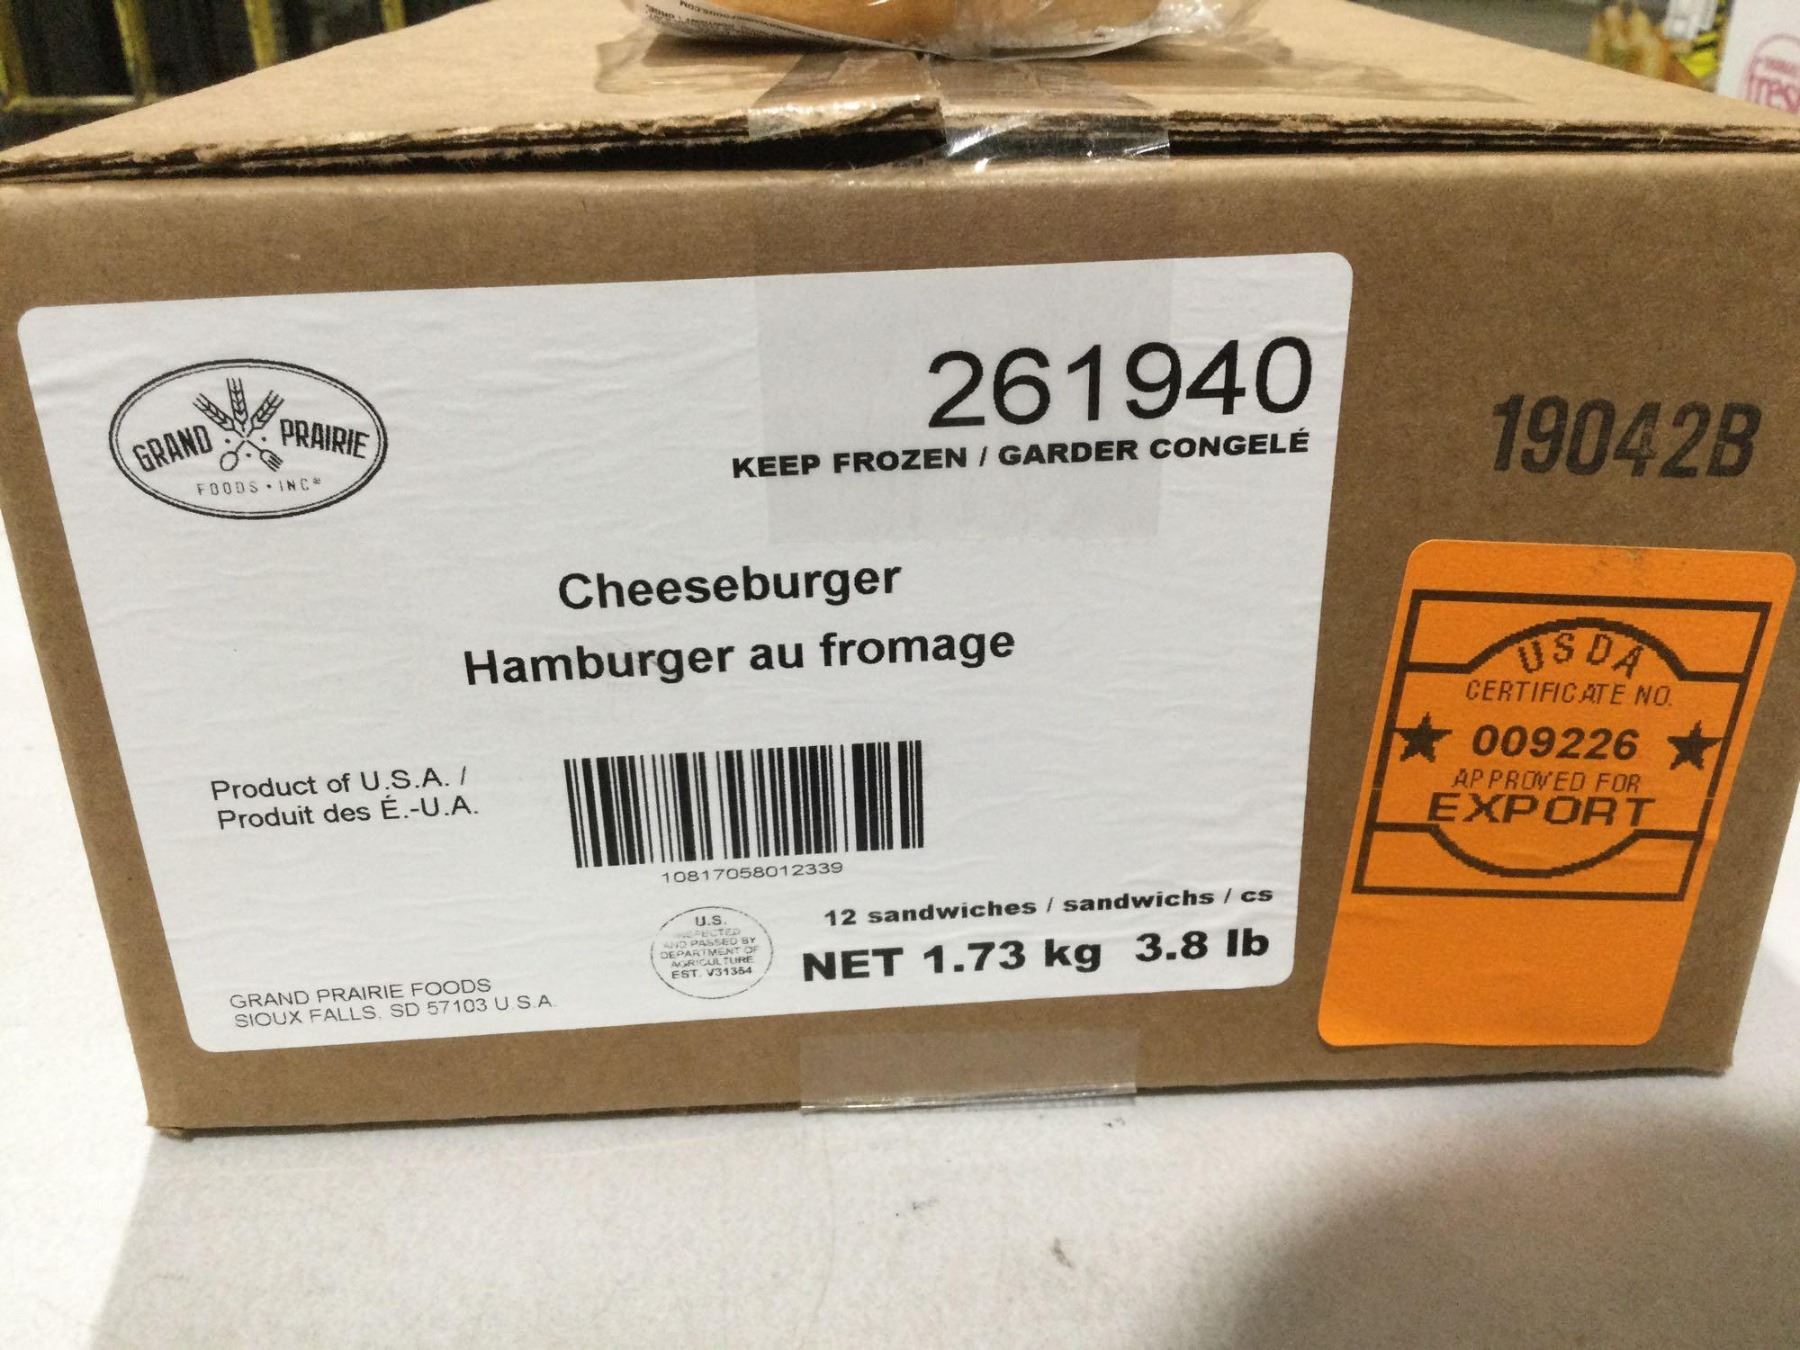 GRAND PRAIRIE
FOODS • INC
261940
KEEP FROZEN / GARDER CONGELÉ
19042B
Cheeseburger
Hamburger au fromage
Product of U.S.A. /
Produit des É.-U.A.
10817058012339
U.S.
AND PASSED BY
DEPARTMENT OF
AGRICULTURE
EST. V31354
12 sandwiches / sandwichs / cs
NET 1.73 kg 3.8 lb
GRAND PRAIRIE FOODS
SIOUX FALLS, SD 57103 U.S.A.
USDA
CERTIFICATE NO.
009226
APPROVED FOR
EXPORT